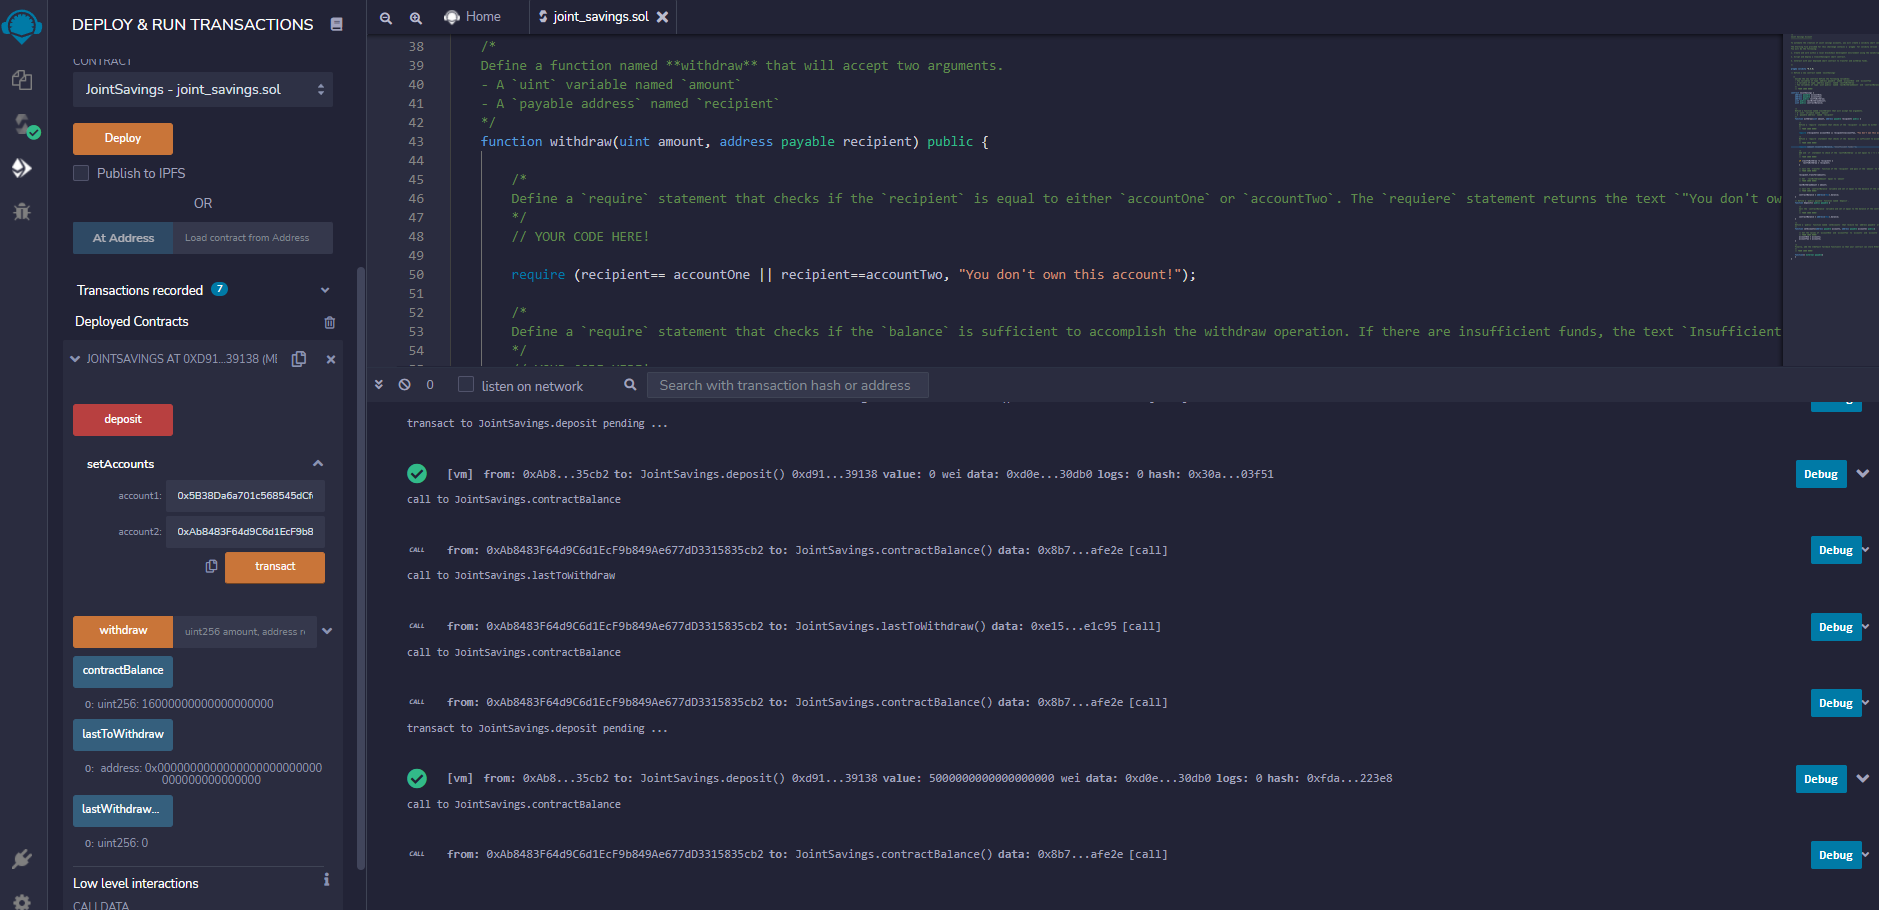 DEPLOY & RUN TRANSACTIONS
CONTRACT
JointSavings - joint_savings.sol
Deploy
Publish to IPFS
OR
At Address
Load contract from Address
Transactions recorded 7
Deployed Contracts
JOINTSAVINGS AT 0XD91...39138 (ME
deposit
setAccounts
account1: 0x5B38Da6a701c568545dCf
account2: 0xAb8483F64d9C6d1EcF9b8
transact
withdraw
uint256 amount, address r
contractBalance
0: uint256: 16000000000000000000
lastToWithdraw
0: address: 0x0000000000000000000000000
000000000000000
lastWithdraw...
0: uint256: 0
Low level interactions
i
CALLDATA
Home
joint_savings.sol
38 /*
39 Define a function named **withdraw** that will accept two arguments.
40 - A `uint` variable named `amount`
41 - A `payable address` named `recipient`
42 */
43 function withdraw(uint amount, address payable recipient) public {
44
45 /*
46 Define a `require` statement that checks if the `recipient` is equal to either `accountOne` or `accountTwo`. The `requiere` statement returns the text `"You don't ow
47 */
48 // YOUR CODE HERE!
49
50 require (recipient== accountOne || recipient==accountTwo, "You don't own this account!");
51
52 /*
53 Define a `require` statement that checks if the `balance` is sufficient to accomplish the withdraw operation. If there are insufficient funds, the text `Insufficient
54 */
0
listen on network
Search with transaction hash or address
transact to JointSavings.deposit pending ...
[vm] from: 0xAb8...35cb2 to: JointSavings.deposit() 0xd91...39138 value: 0 wei data: 0xd0e...30db0 logs: 0 hash: 0x30a...03f51
Debug
call to JointSavings.contractBalance
CALL from: 0xAb8483F64d9C6d1EcF9b849Ae677dD3315835cb2 to: JointSavings.contractBalance() data: 0x8b7...afe2e [call]
Debug
call to JointSavings.lastToWithdraw
CALL from: 0xAb8483F64d9C6d1EcF9b849Ae677dD3315835cb2 to: JointSavings.lastToWithdraw() data: 0xe15...e1c95 [call]
Debug
call to JointSavings.contractBalance
CALL from: 0xAb8483F64d9C6d1EcF9b849Ae677dD3315835cb2 to: JointSavings.contractBalance() data: 0x8b7...afe2e [call]
Debug
transact to JointSavings.deposit pending ...
[vm] from: 0xAb8...35cb2 to: JointSavings.deposit() 0xd91...39138 value: 5000000000000000000 wei data: 0xd0e...30db0 logs: 0 hash: 0xfda...223e8
Debug
call to JointSavings.contractBalance
CALL from: 0xAb8483F64d9C6d1EcF9b849Ae677dD3315835cb2 to: JointSavings.contractBalance() data: 0x8b7...afe2e [call]
Debug